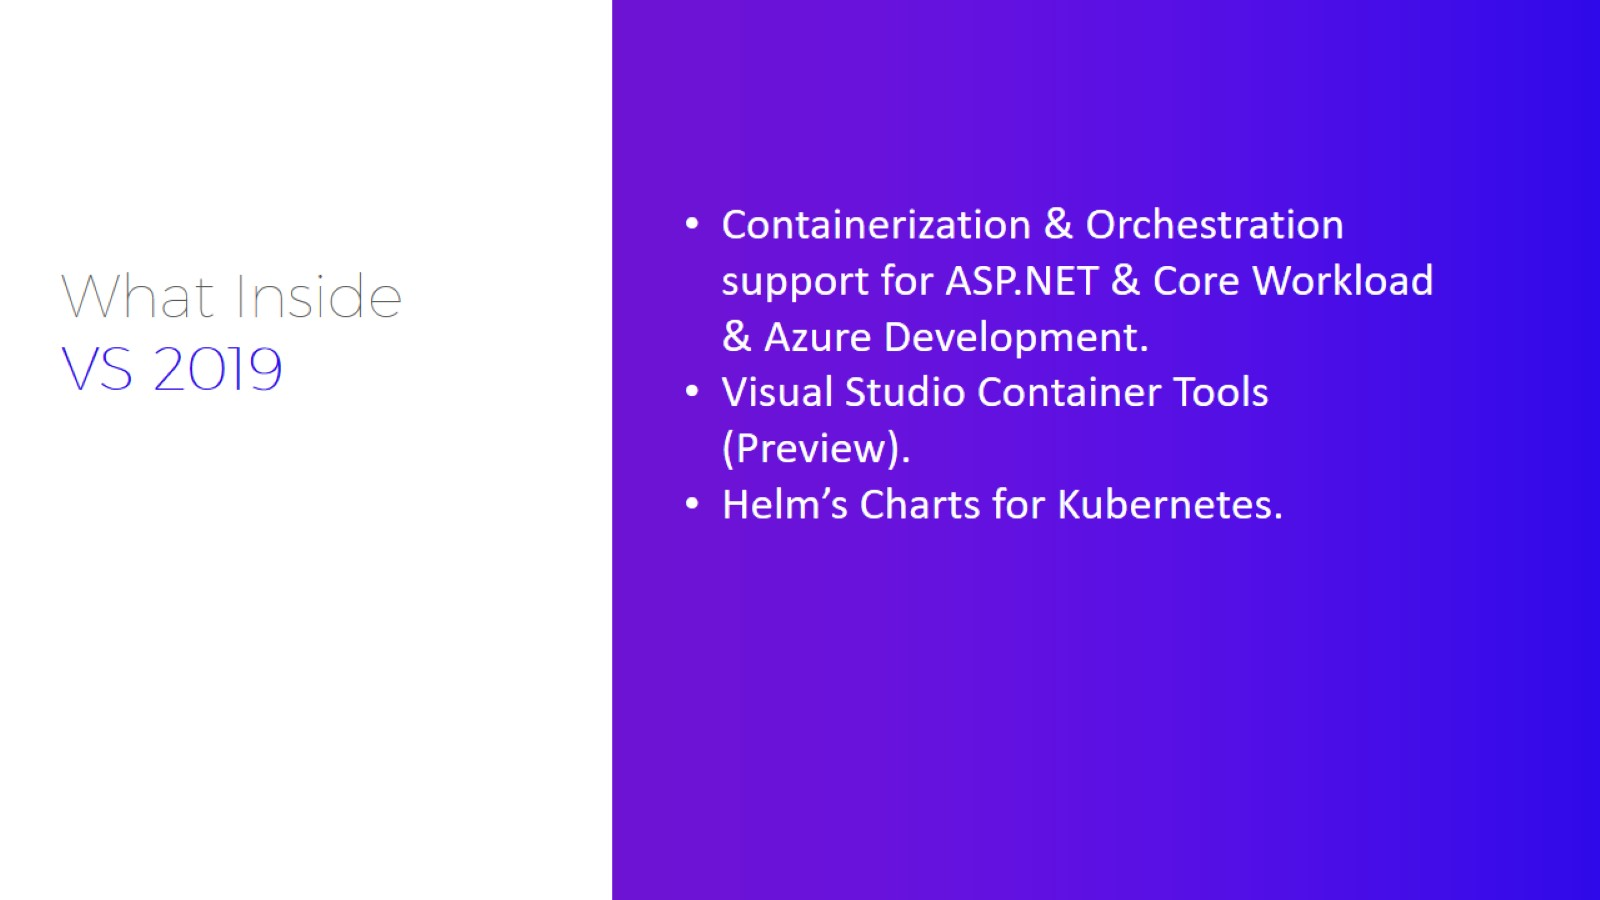 What Inside
VS 2019
• Containerization & Orchestration
support for ASP.NET & Core Workload
& Azure Development.
• Visual Studio Container Tools
(Preview).
• Helm’s Charts for Kubernetes.